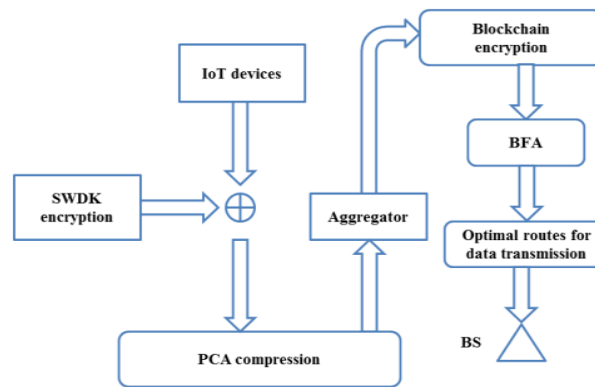 IoT devices
SWDK
encryption
PCA compression
Aggregator
Blockchain
encryption
BFA
Optimal routes for
data transmission
BS